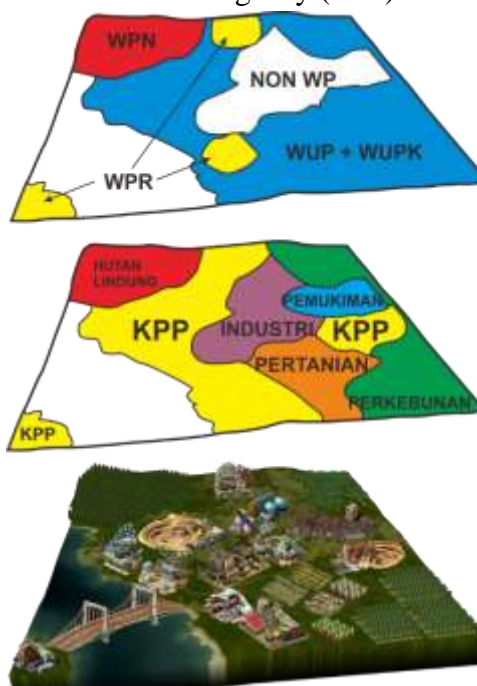 WPN
NON WP
WUP + WUPK
WPR
HUTAN
LINDUNG
PEMUKIMAN
KPP
INDUSTRI
KPP
PERTANIAN
PERKEBUNAN
KPP